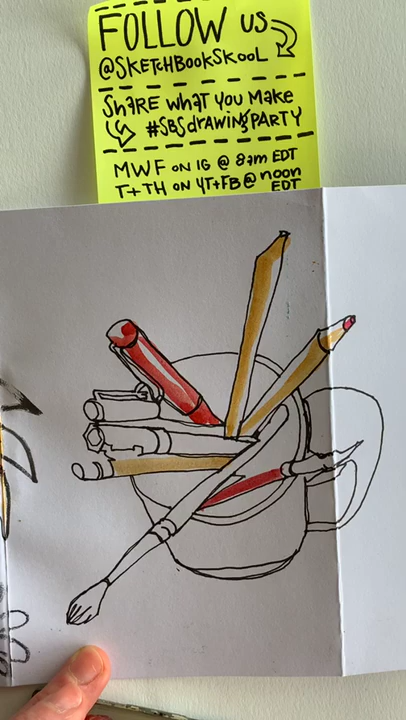 FOLLOW US
@SKETCHBOOKSKOOL
SHARE WHAT YOU MAKE
#SBSdRAWINGPARTY
MWF ON IG @ 8am EDT
T+TH ON YT+FB @ noon
EDT